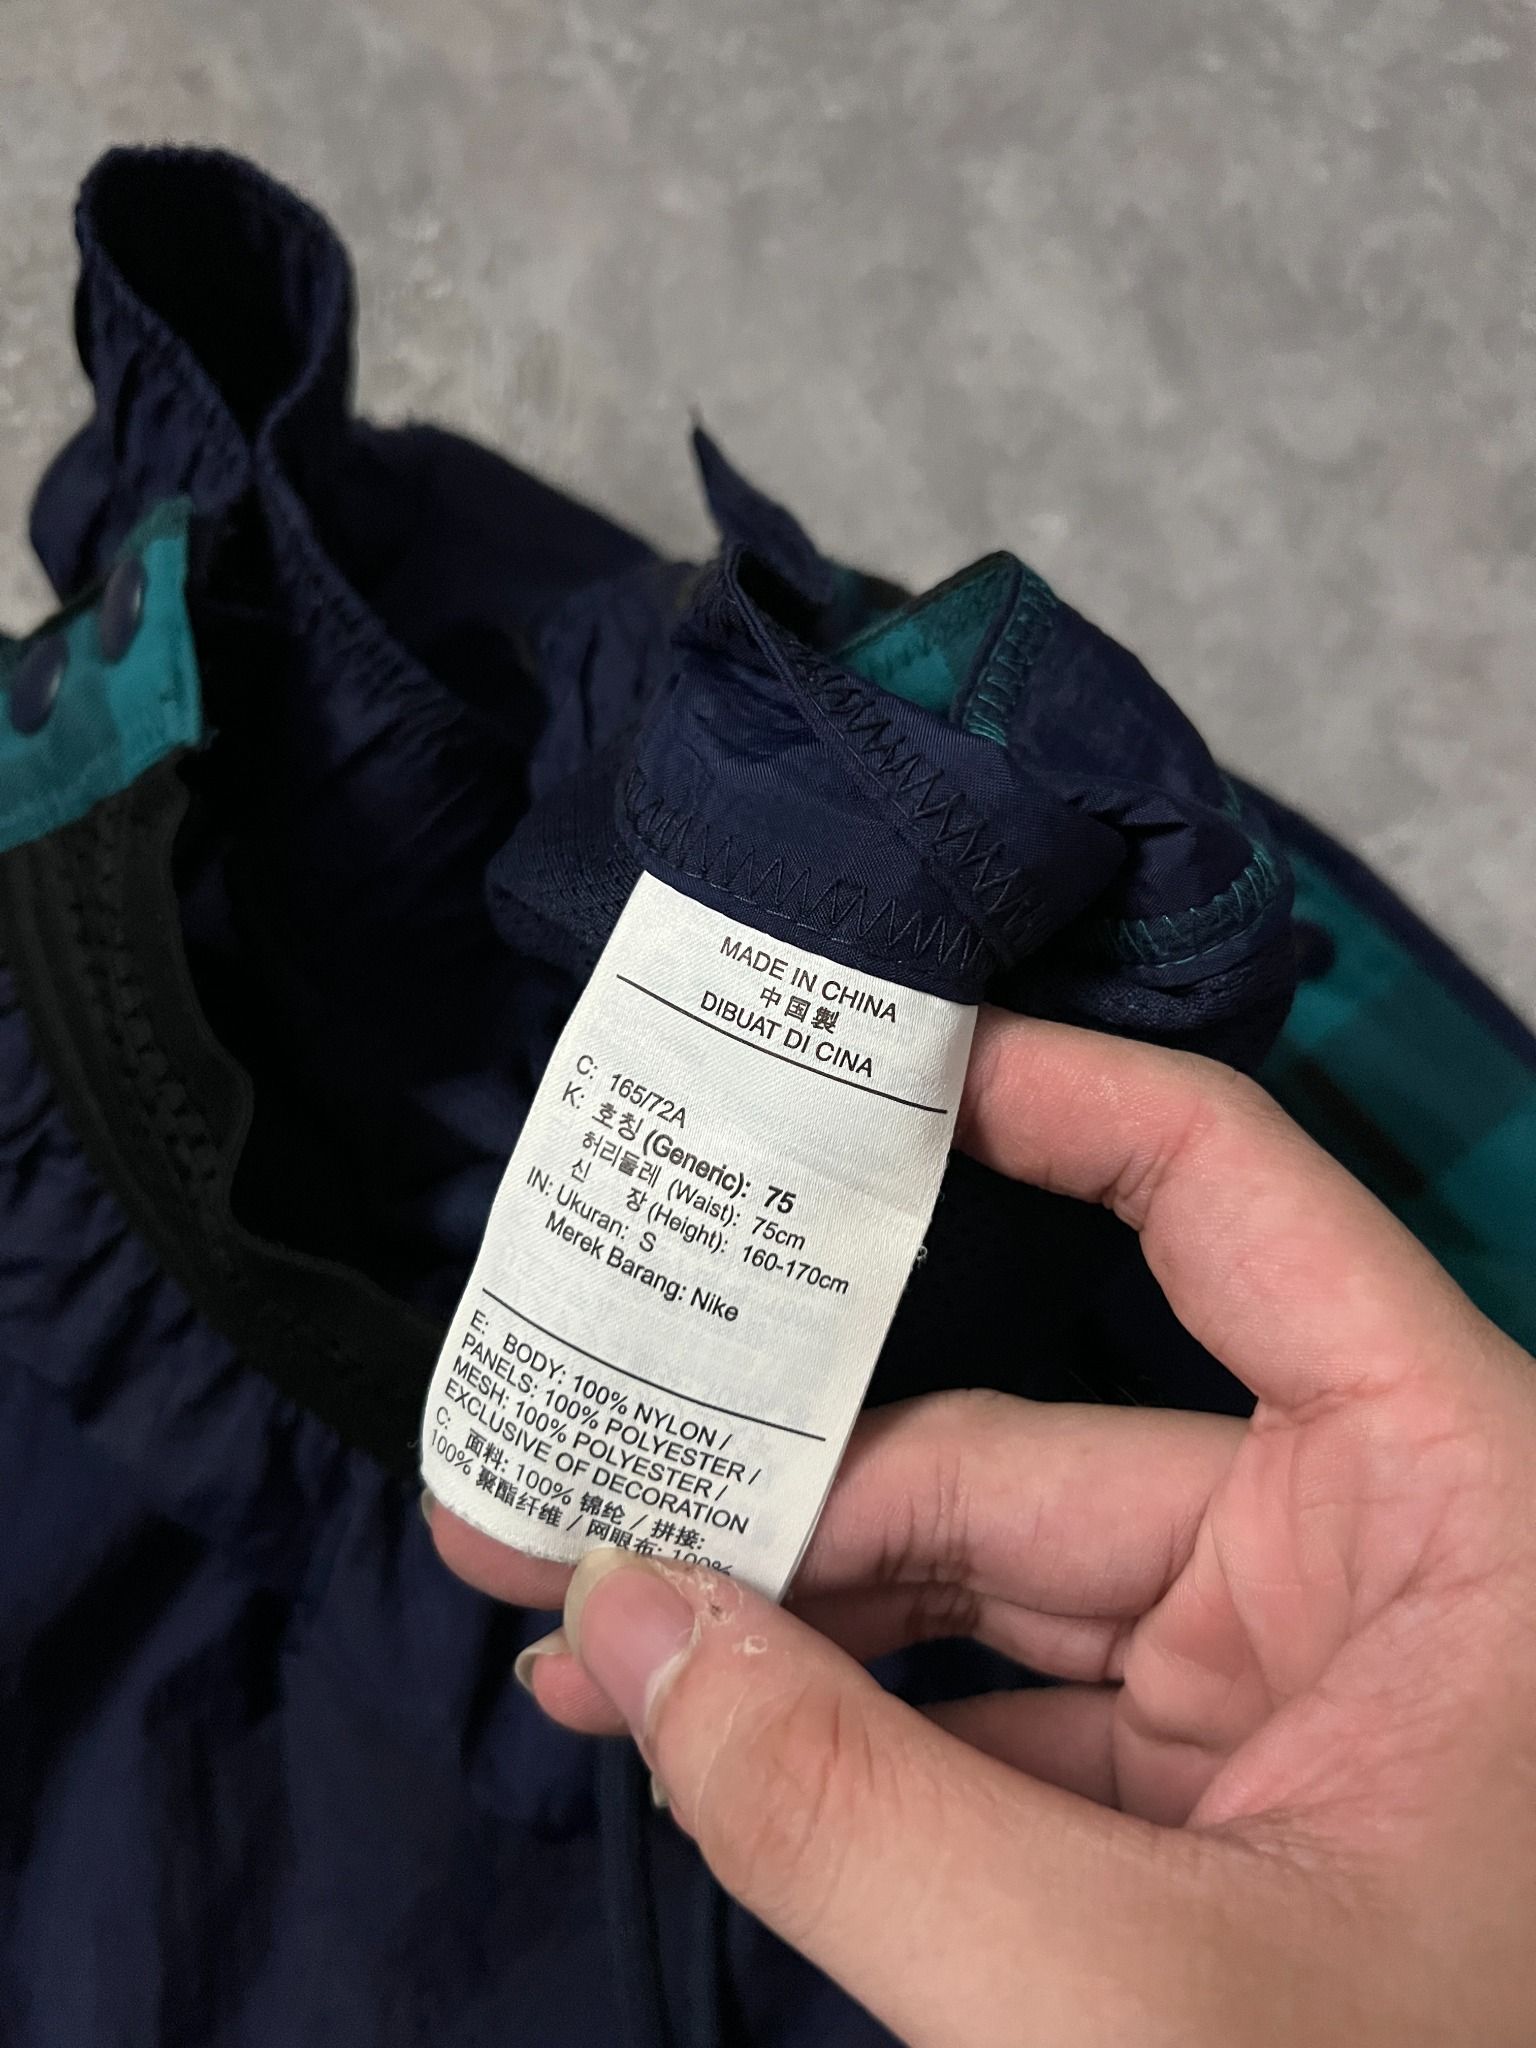 MADE IN CHINA
中国製
DIBUAT DI CINA
C: 165/72A
K: 호칭 (Generic): 75
허리둘레 (Waist): 75cm
신 장 (Height): 160-170cm
IN: Ukuran: S
Merek Barang: Nike
E: BODY: 100% NYLON /
PANELS: 100% POLYESTER /
MESH: 100% POLYESTER /
EXCLUSIVE OF DECORATION
C: 面料: 100% 锦纶 / 拼接:
100% 聚酯纤维 / 网眼布: 100%